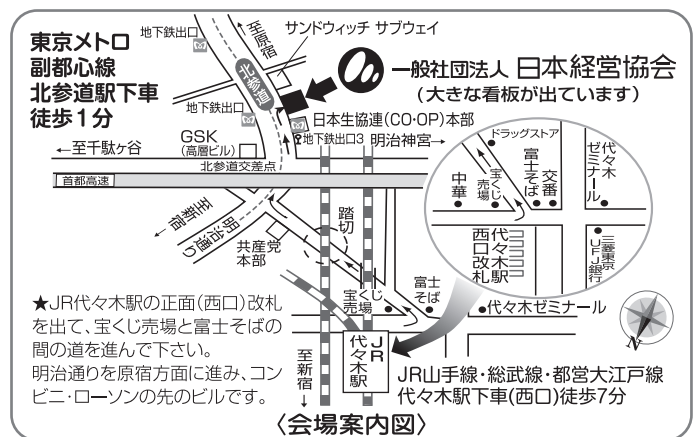 東京メトロ
副都心線
北参道駅下車
徒歩1分
地下鉄出口
至原宿→
サンドウィッチ サブウェイ
北参道
一般社団法人 日本経営協会
(大きな看板が出ています)
地下鉄出口
日本生協連(CO・OP)本部
地下鉄出口3
明治神宮→
GSK
(高層ビル)
←至千駄ヶ谷
北参道交差点
首都高速
至新宿→
明治通り
共産党
本部
踏切
宝くじ
売場
富士
そば
代々木ゼミナール
ドラッグストア
中華
宝くじ
売場
富士そば
交番
代々木
ゼミナール
代々木駅
西口改札
三菱東京
UFJ銀行
★JR代々木駅の正面(西口)改札
を出て、宝くじ売場と富士そばの
間の道を進んで下さい。
明治通りを原宿方面に進み、コン
ビニ・ローソンの先のビルです。
至新宿→
JR
代々木駅
N
JR山手線・総武線・都営大江戸線
代々木駅下車(西口)徒歩7分
〈会場案内図〉